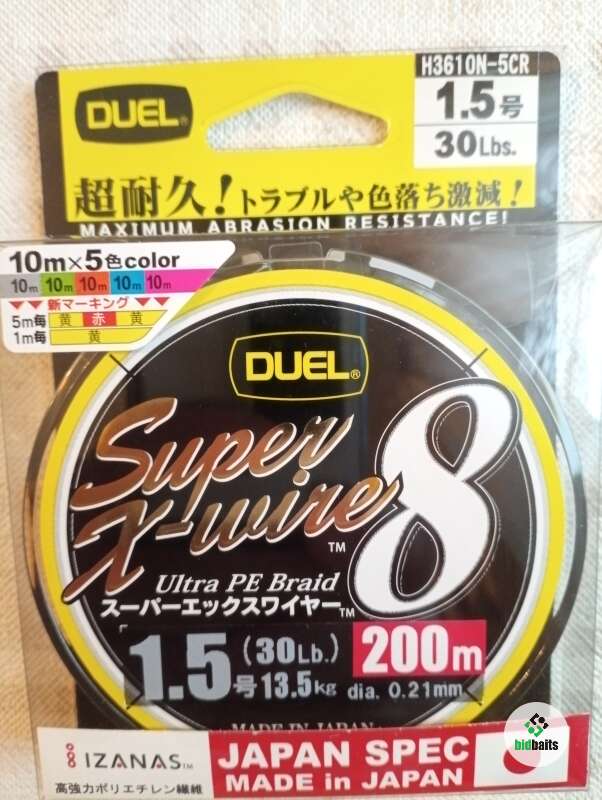 H3610N-5CR
DUEL®
1.5号
30Lbs.
超耐久！トラブルや色落ち激減！
MAXIMUM ABRASION RESISTANCE!
10m×5色color
10m 10m 10m 10m 10m
▼▼新マーキング▼▼
5m毎 黄 赤 黄
1m毎 黄
DUEL®
Super
X-wire™ 8
Ultra PE Braid
スーパーエックスワイヤー™
1.5号 (30Lb.) 13.5kg
200m
dia. 0.21mm
MADE IN JAPAN
IZANAS™
高強力ポリエチレン繊維
JAPAN SPEC
MADE in JAPAN
bidbaits